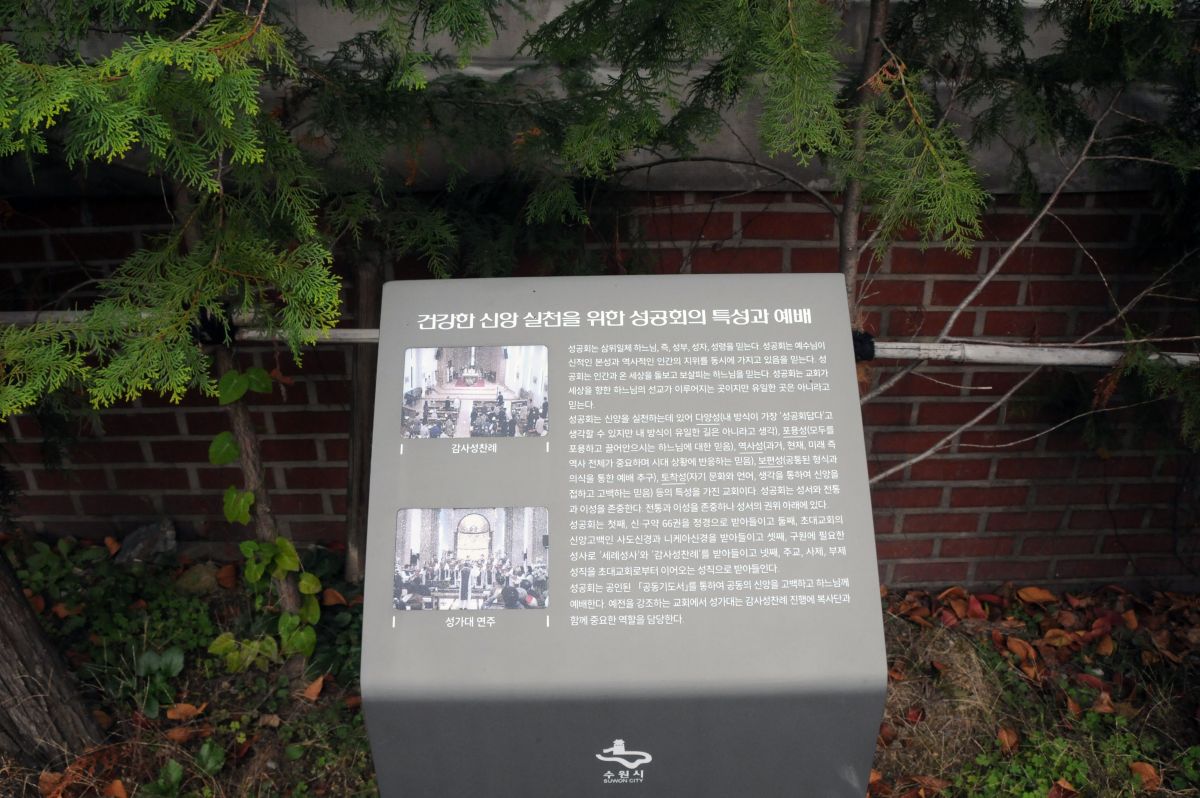 건강한 신앙 실천을 위한 성공회의 특성과 예배
성공회는 삼위일체 하느님, 즉, 성부, 성자, 성령을 믿는다. 성공회는 예수님이
신적인 본성과 역사적인 인간의 지위를 동시에 가지고 있음을 믿는다. 성
공회는 인간과 온 세상을 돌보고 보살피는 하느님을 믿는다. 성공회는 교회가
세상을 향한 하느님의 선교가 이루어지는 곳이지만 유일한 곳은 아니라고
믿는다.
성공회는 신앙을 실천하는데 있어 다양성(내 방식이 가장 '성공회답다'고
생각할 수 있지만 내 방식이 유일한 길은 아니라고 생각), 포용성(모두를
포용하고 끌어안으시는 하느님에 대한 믿음), 역사성(과거, 현재, 미래 즉
역사 전체가 중요하며 시대 상황에 반응하는 믿음), 보편성(공통된 형식과
의식을 통한 예배 추구), 토착성(자기 문화와 언어, 생각을 통하여 신앙을
접하고 고백하는 믿음) 등의 특성을 가진 교회이다. 성공회는 성서와 전통
과 이성을 존중한다. 전통과 이성을 존중하나 성서의 권위 아래에 있다.
성공회는 첫째, 신·구약 66권을 정경으로 받아들이고 둘째, 초대교회의
신앙고백인 사도신경과 니케아신경을 받아들이고 셋째, 구원에 필요한
성사로 '세례성사'와 '감사성찬례'를 받아들이고 넷째, 주교, 사제, 부제
성직을 초대교회로부터 이어오는 성직으로 받아들인다.
성공회는 공인된 「공동기도서」를 통하여 공동의 신앙을 고백하고 하느님께
예배한다. 예전을 강조하는 교회에서 성가대는 감사성찬례 진행에 복사단과
함께 중요한 역할을 담당한다.
감사성찬례
성가대 연주
수원시
SUWON CITY